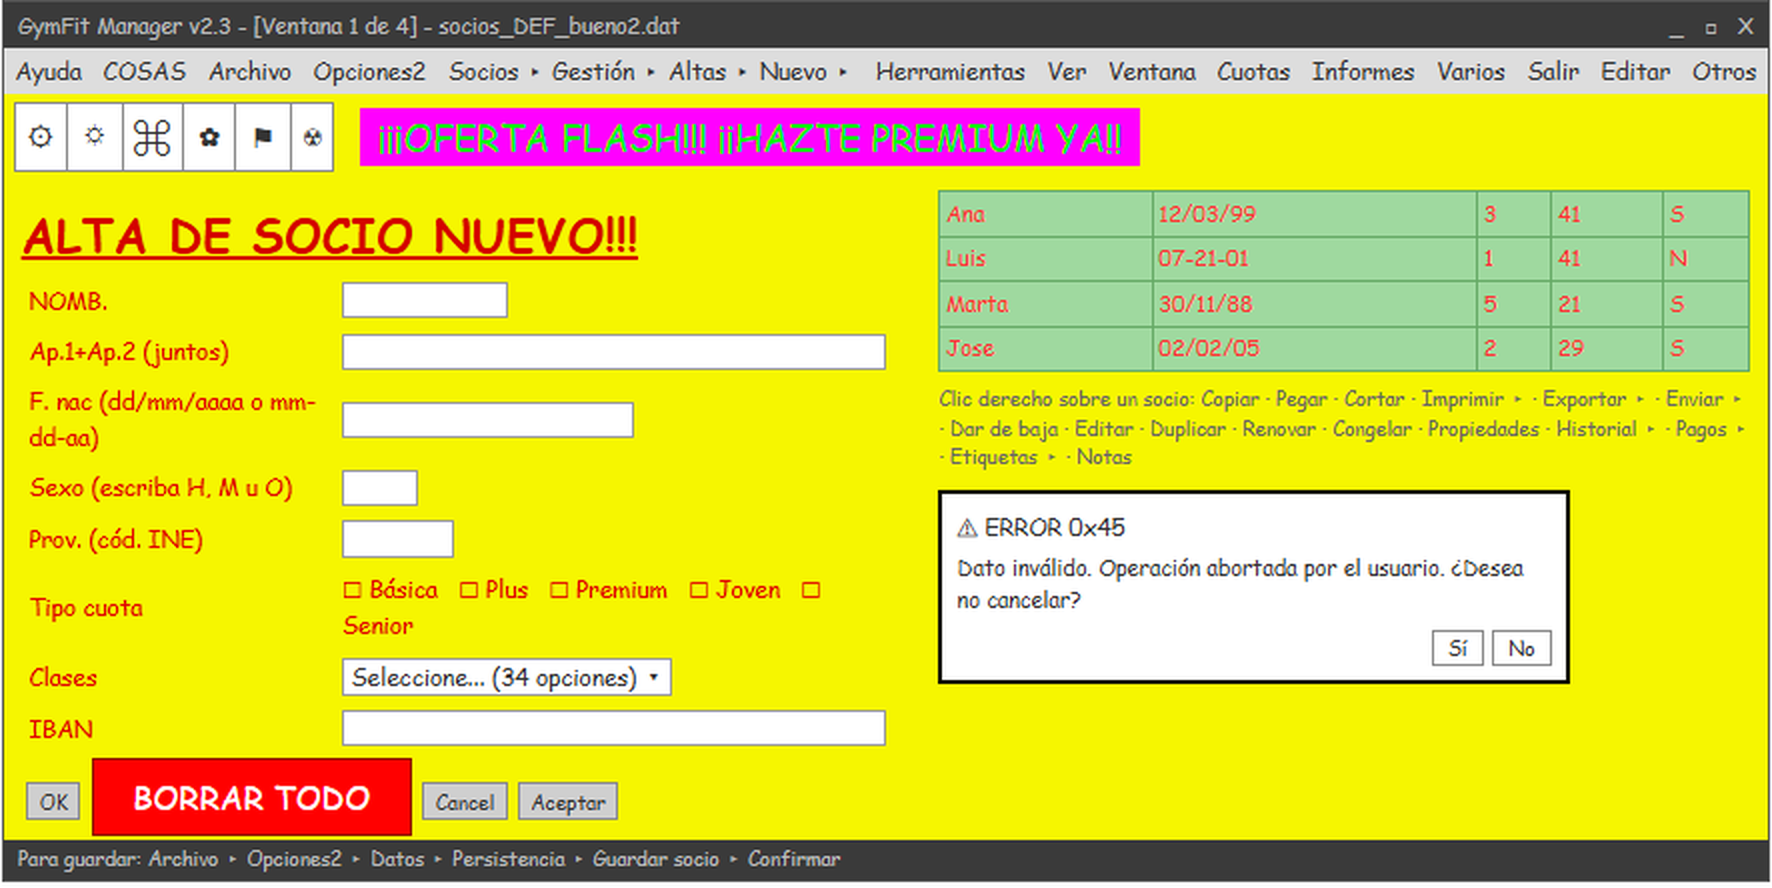 GymFit Manager v2.3 - [Ventana 1 de 4] - socios_DEF_bueno2.dat
Ayuda COSAS Archivo Opciones2 Socios ‣ Gestión ‣ Altas ‣ Nuevo ‣ Herramientas Ver Ventana Cuotas Informes Varios Salir Editar Otros
¡¡¡OFERTA FLASH!!! ¡¡HAZTE PREMIUM YA!!
ALTA DE SOCIO NUEVO!!!
NOMB.
Ap.1+Ap.2 (juntos)
F. nac (dd/mm/aaaa o mm-
dd-aa)
Sexo (escriba H, M u O)
Prov. (cód. INE)
Tipo cuota
☐ Básica ☐ Plus ☐ Premium ☐ Joven ☐
Senior
Clases
Seleccione... (34 opciones) ▾
IBAN
OK BORRAR TODO Cancel Aceptar
Ana 12/03/99 3 41 S
Luis 07-21-01 1 41 N
Marta 30/11/88 5 21 S
Jose 02/02/05 2 29 S
Clic derecho sobre un socio: Copiar · Pegar · Cortar · Imprimir ‣ · Exportar ‣ · Enviar ‣
· Dar de baja · Editar · Duplicar · Renovar · Congelar · Propiedades · Historial ‣ · Pagos ‣
· Etiquetas ‣ · Notas
⚠ ERROR 0x45
Dato inválido. Operación abortada por el usuario. ¿Desea
no cancelar?
Sí No
Para guardar: Archivo ‣ Opciones2 ‣ Datos ‣ Persistencia ‣ Guardar socio ‣ Confirmar